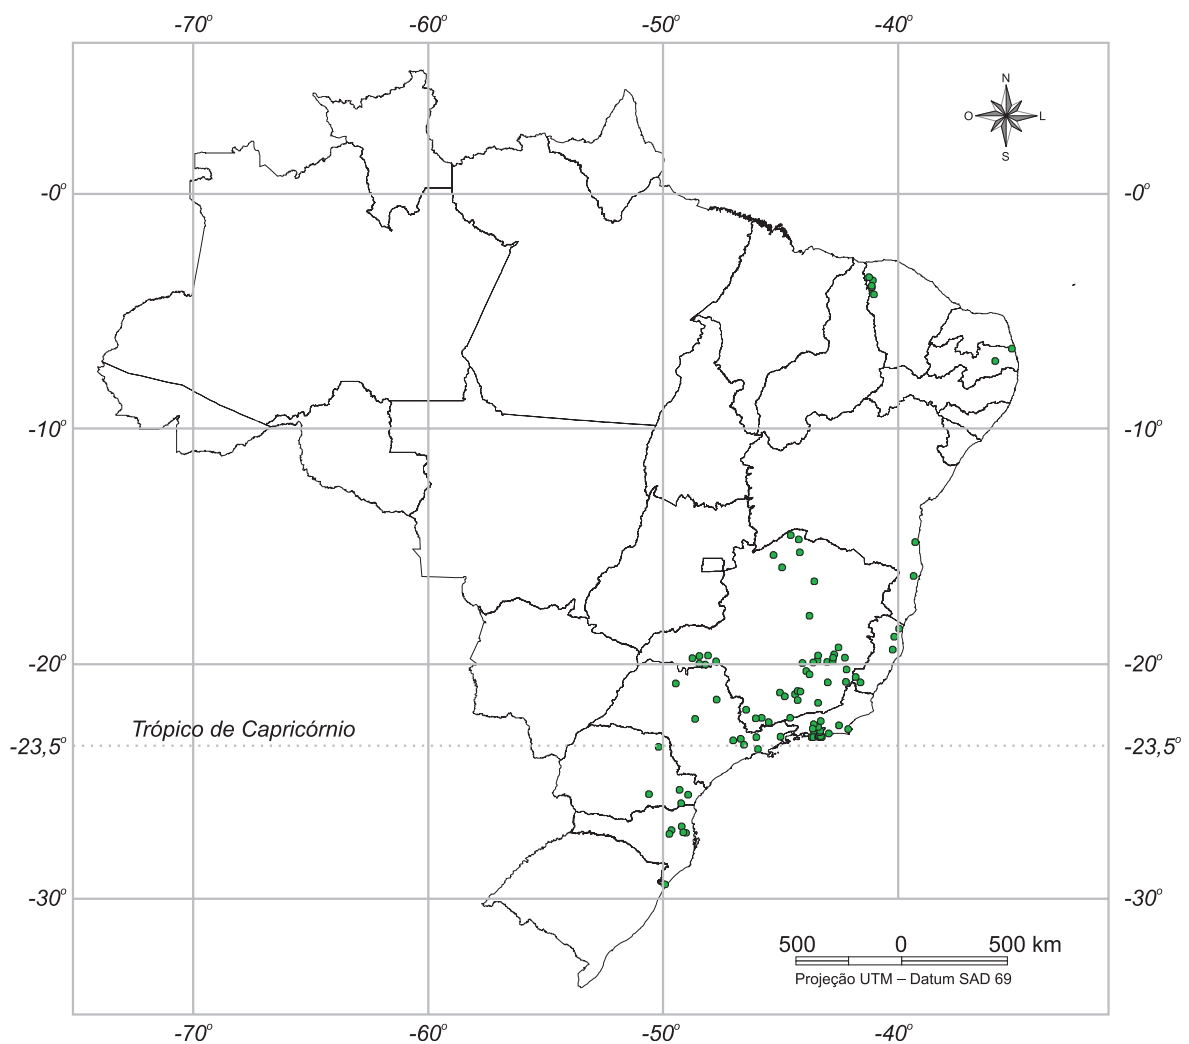 -70º -60º -50º -40º
N
O L
S
-0º -0º
-10º -10º
-20º -20º
Trópico de Capricórnio
-23,5º -23,5º
-30º -30º
500 0 500 km
Projeção UTM – Datum SAD 69
-70º -60º -50º -40º